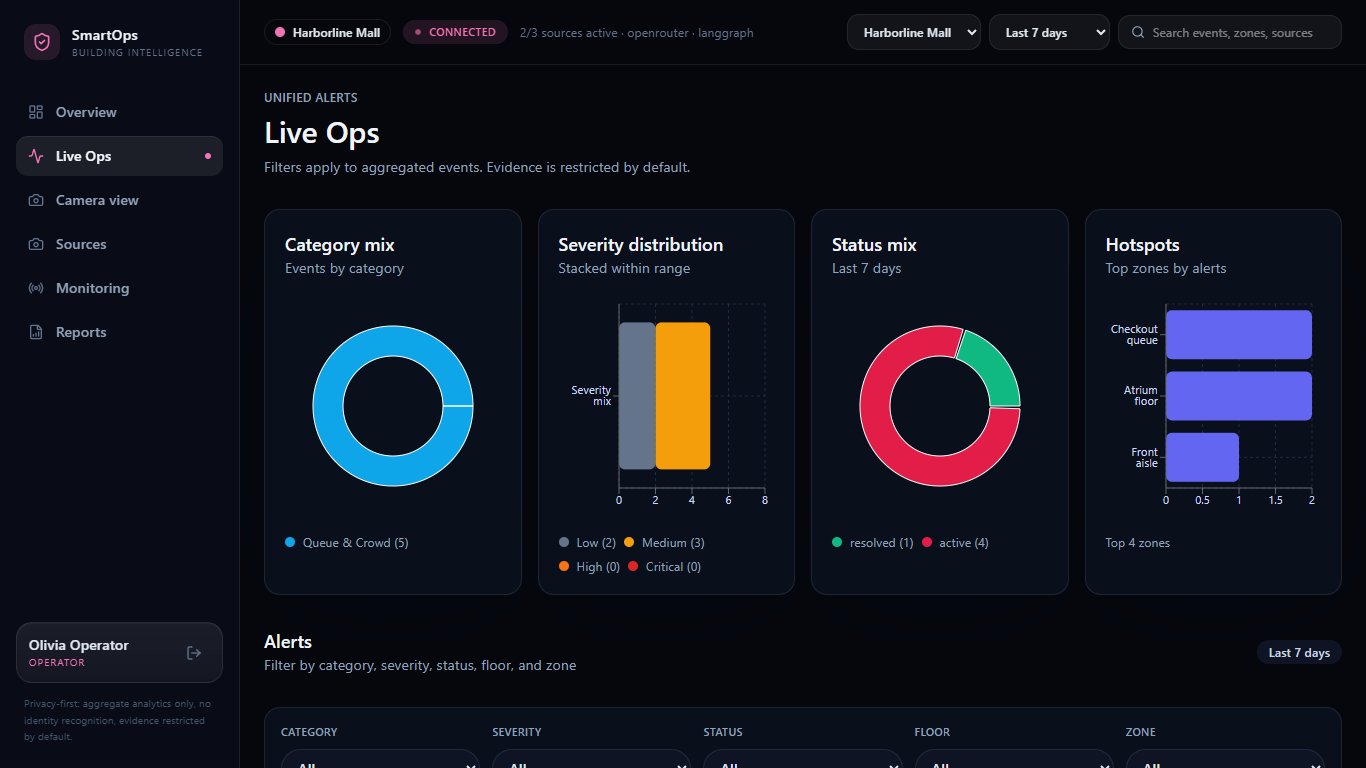 SmartOps
BUILDING INTELLIGENCE
Overview
Live Ops
Camera view
Sources
Monitoring
Reports
Olivia Operator
OPERATOR
Privacy-first: aggregate analytics only, no
identity recognition, evidence restricted
by default.
Harborline Mall
CONNECTED
2/3 sources active · openrouter · langgraph
Harborline Mall
Last 7 days
Search events, zones, sources
UNIFIED ALERTS
Live Ops
Filters apply to aggregated events. Evidence is restricted by default.
Category mix
Events by category
Queue & Crowd (5)
Severity distribution
Stacked within range
Severity
mix
0 2 4 6 8
Low (2) Medium (3)
High (0) Critical (0)
Status mix
Last 7 days
resolved (1) active (4)
Hotspots
Top zones by alerts
Checkout
queue
Atrium
floor
Front
aisle
0 0.5 1 1.5 2
Top 4 zones
Alerts
Filter by category, severity, status, floor, and zone
Last 7 days
CATEGORY SEVERITY STATUS FLOOR ZONE
All All All All All